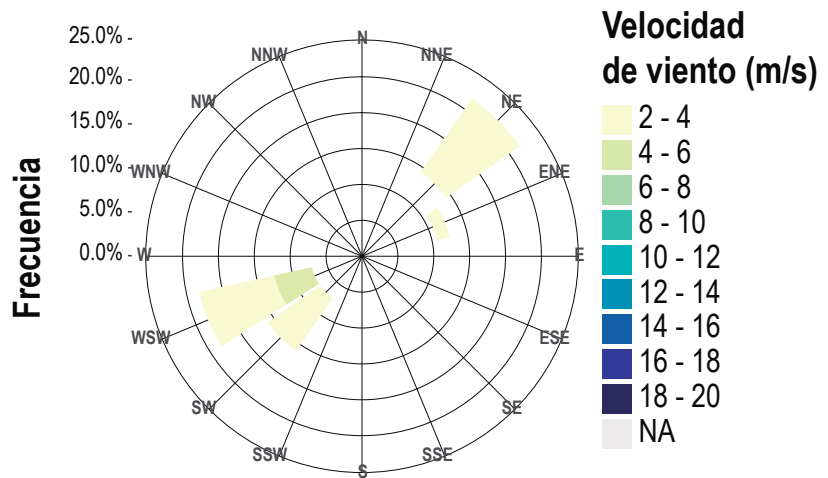 Frecuencia
25.0% -
20.0% -
15.0% -
10.0% -
5.0% -
0.0% -
N
NNE
NE
ENE
E
ESE
SE
SSE
S
SSW
SW
WSW
W
WNW
NW
NNW
Velocidad
de viento (m/s)
2 - 4
4 - 6
6 - 8
8 - 10
10 - 12
12 - 14
14 - 16
16 - 18
18 - 20
NA